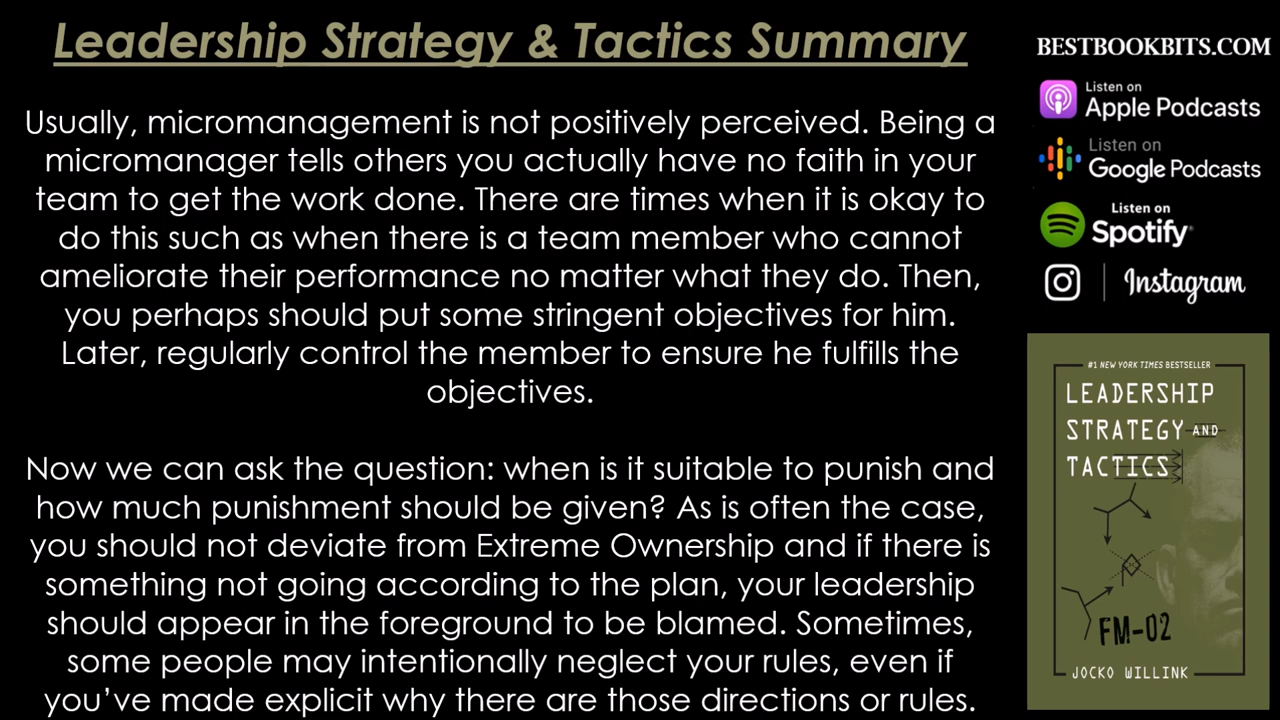 Leadership Strategy & Tactics Summary
Usually, micromanagement is not positively perceived. Being a
micromanager tells others you actually have no faith in your
team to get the work done. There are times when it is okay to
do this such as when there is a team member who cannot
ameliorate their performance no matter what they do. Then,
you perhaps should put some stringent objectives for him.
Later, regularly control the member to ensure he fulfills the
objectives.
Now we can ask the question: when is it suitable to punish and
how much punishment should be given? As is often the case,
you should not deviate from Extreme Ownership and if there is
something not going according to the plan, your leadership
should appear in the foreground to be blamed. Sometimes,
some people may intentionally neglect your rules, even if
you’ve made explicit why there are those directions or rules.
BESTBOOKBITS.COM
Listen on
Apple Podcasts
Listen on
Google Podcasts
Listen on
Spotify
Instagram
#1 NEW YORK TIMES BESTSELLER
LEADERSHIP
STRATEGY AND
TACTICS
FM-02
JOCKO WILLINK